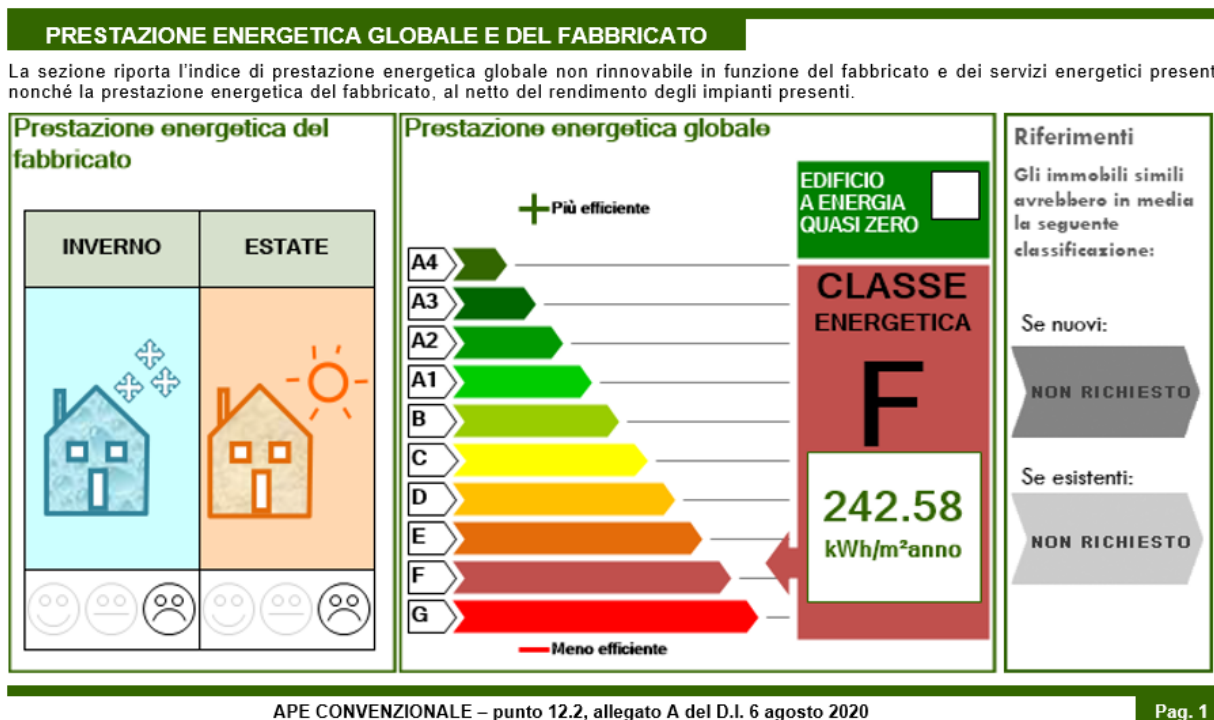 PRESTAZIONE ENERGETICA GLOBALE E DEL FABBRICATO
La sezione riporta l'indice di prestazione energetica globale non rinnovabile in funzione del fabbricato e dei servizi energetici present
nonché la prestazione energetica del fabbricato, al netto del rendimento degli impianti presenti.
Prestazione energetica del
fabbricato
INVERNO
ESTATE
Prestazione energetica globale
Più efficiente
A4
A3
A2
A1
B
C
D
E
F
G
Meno efficiente
EDIFICIO
A ENERGIA
QUASI ZERO
CLASSE
ENERGETICA
F
242.58
kWh/m²anno
Riferimenti
Gli immobili simili
avrebbero in media
la seguente
classificazione:
Se nuovi:
NON RICHIESTO
Se esistenti:
NON RICHIESTO
APE CONVENZIONALE – punto 12.2, allegato A del D.I. 6 agosto 2020
Pag. 1